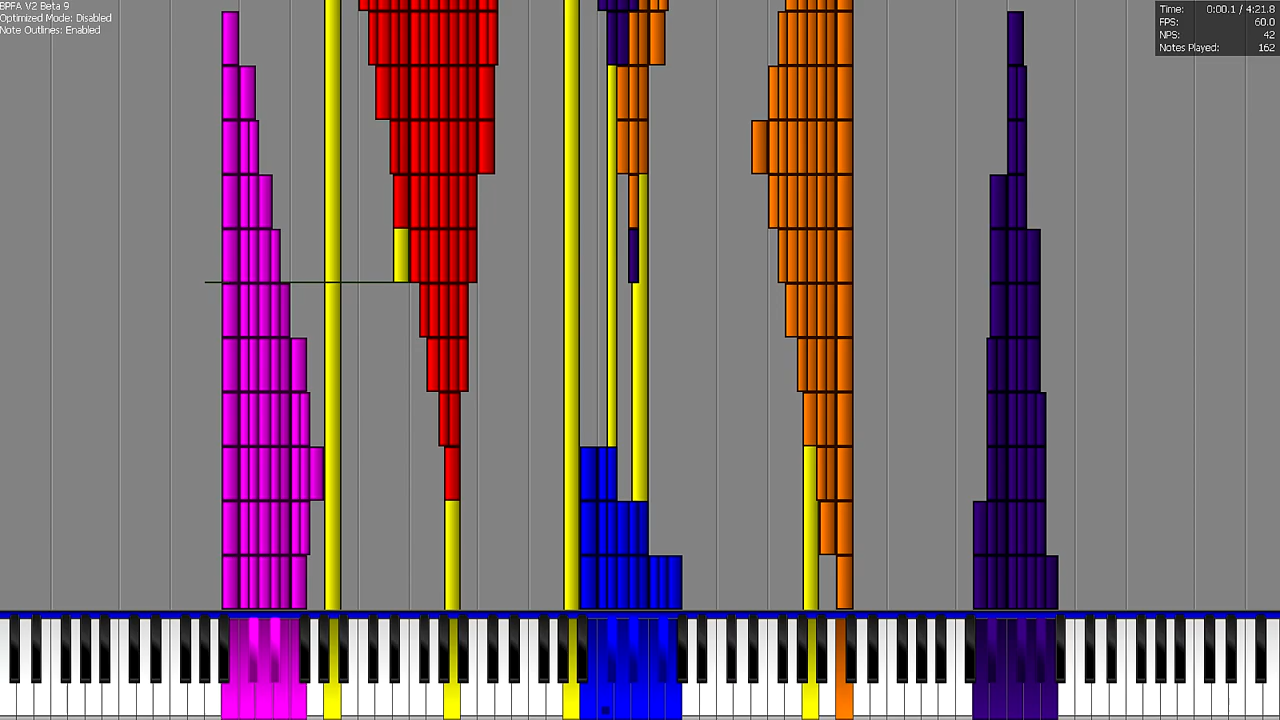 BPFA V2 Beta 9
Optimized Mode: Disabled
Note Outlines: Enabled
Time: 0:00.1 / 4:21.8
FPS: 60.0
NPS: 42
Notes Played: 162